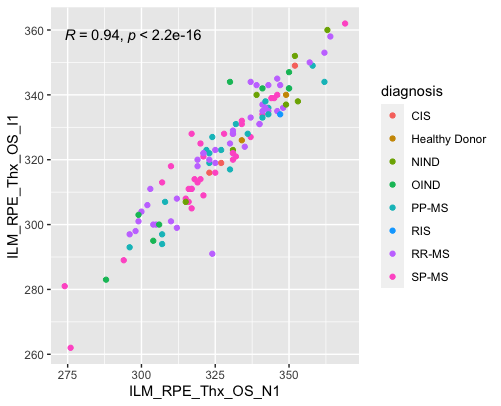 R = 0.94, p < 2.2e-16
360
340
320
300
280
260
ILM_RPE_Thx_OS_I1
275
300
325
350
ILM_RPE_Thx_OS_N1
diagnosis
CIS
Healthy Donor
NIND
OIND
PP-MS
RIS
RR-MS
SP-MS